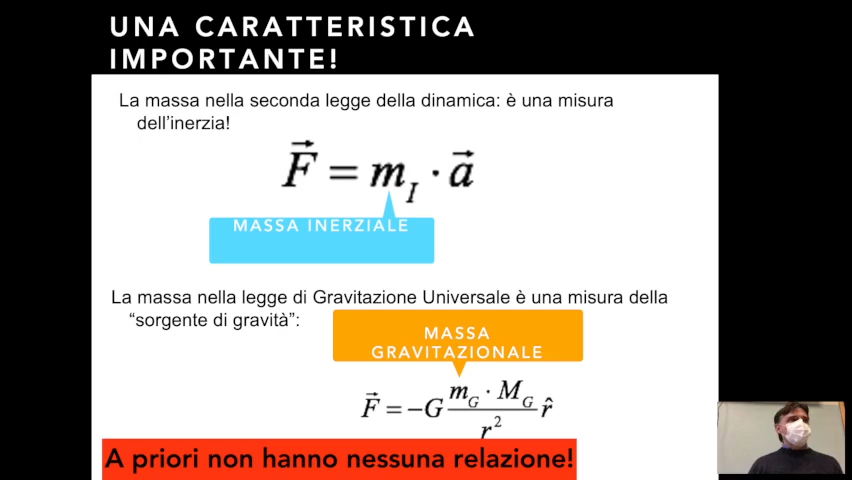 UNA CARATTERISTICA
IMPORTANTE!
La massa nella seconda legge della dinamica: è una misura
dell'inerzia!
F⃗ = m_I · a⃗
MASSA INERZIALE
La massa nella legge di Gravitazione Universale è una misura della
“sorgente di gravità”:
MASSA
GRAVITAZIONALE
F⃗ = −G m_G · M_G / r² r̂
A priori non hanno nessuna relazione!